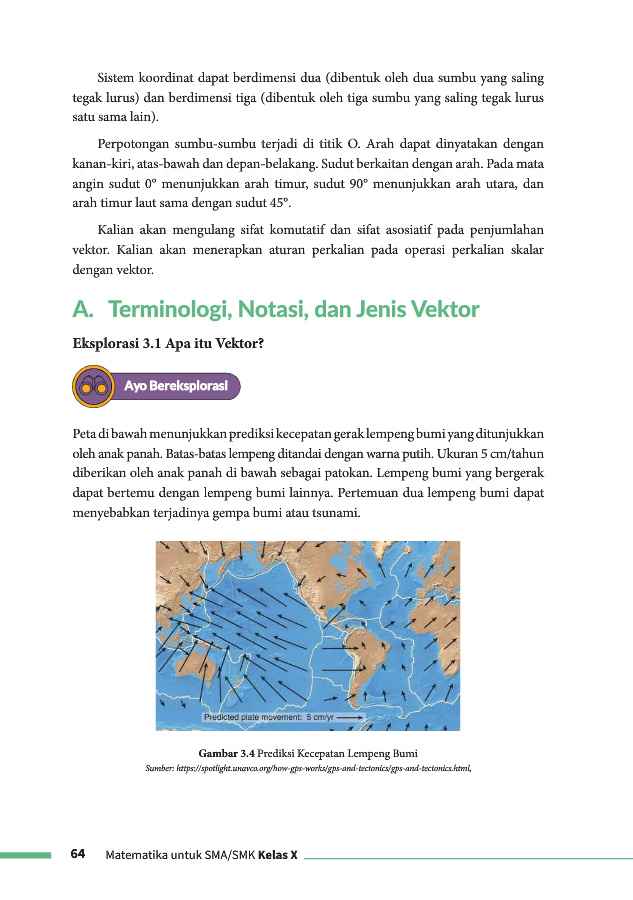 Sistem koordinat dapat berdimensi dua (dibentuk oleh dua sumbu yang saling
tegak lurus) dan berdimensi tiga (dibentuk oleh tiga sumbu yang saling tegak lurus
satu sama lain).
Perpotongan sumbu-sumbu terjadi di titik O. Arah dapat dinyatakan dengan
kanan-kiri, atas-bawah dan depan-belakang. Sudut berkaitan dengan arah. Pada mata
angin sudut 0° menunjukkan arah timur, sudut 90° menunjukkan arah utara, dan
arah timur laut sama dengan sudut 45°.
Kalian akan mengulang sifat komutatif dan sifat asosiatif pada penjumlahan
vektor. Kalian akan menerapkan aturan perkalian pada operasi perkalian skalar
dengan vektor.
A. Terminologi, Notasi, dan Jenis Vektor
Eksplorasi 3.1 Apa itu Vektor?
Ayo Bereksplorasi
Peta di bawah menunjukkan prediksi kecepatan gerak lempeng bumi yang ditunjukkan
oleh anak panah. Batas-batas lempeng ditandai dengan warna putih. Ukuran 5 cm/tahun
diberikan oleh anak panah di bawah sebagai patokan. Lempeng bumi yang bergerak
dapat bertemu dengan lempeng bumi lainnya. Pertemuan dua lempeng bumi dapat
menyebabkan terjadinya gempa bumi atau tsunami.
Predicted plate movement: 5 cm/yr
Gambar 3.4 Prediksi Kecepatan Lempeng Bumi
Sumber: https://spotlight.unavco.org/how-gps-works/gps-and-tectonics/gps-and-tectonics.html,
64 Matematika untuk SMA/SMK Kelas X